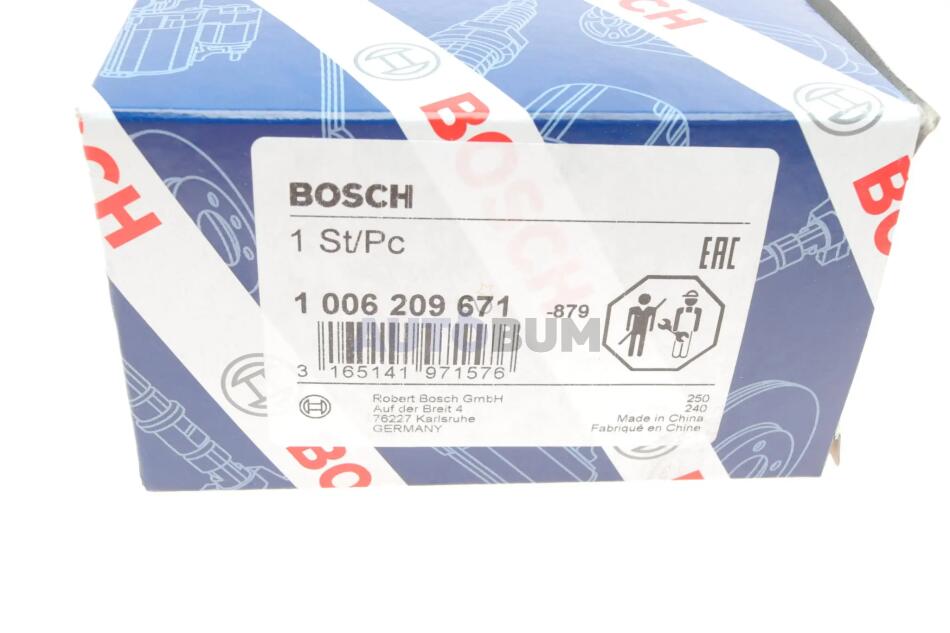 BOSCH
BOSCH
BOSCH
BOSCH
BOSCH
1 St/Pc
EAC
1 006 209 671 -879
AUTOBUM
3 165141 971576
Robert Bosch GmbH
Auf der Breit 4
76227 Karlsruhe
GERMANY
250
240
Made in China
Fabriqué en Chine